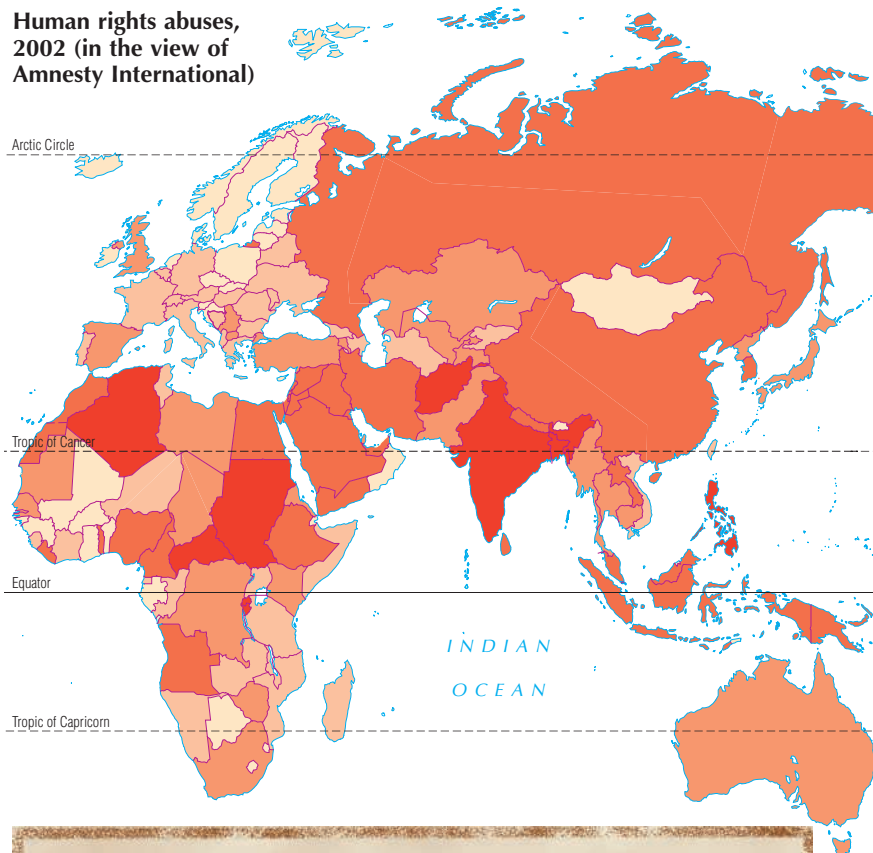 Human rights abuses,
2002 (in the view of
Amnesty International)
Arctic Circle
Tropic of Cancer
Equator
INDIAN
OCEAN
Tropic of Capricorn